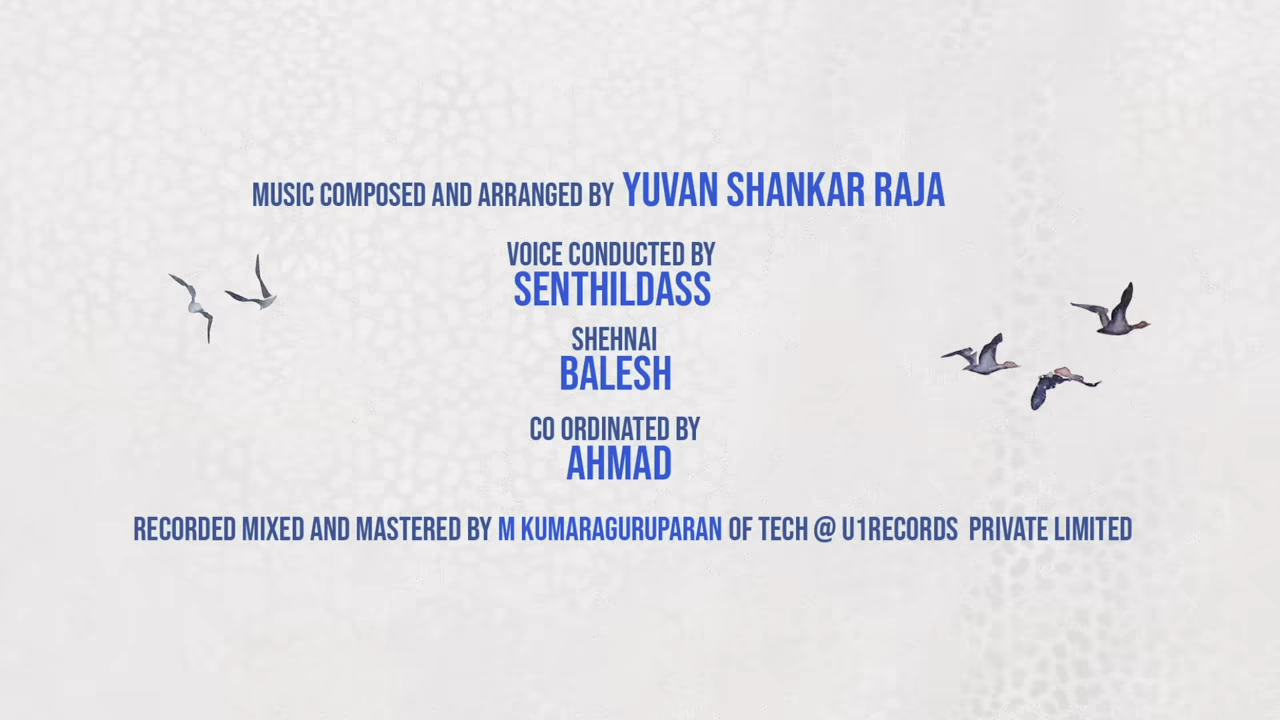 MUSIC COMPOSED AND ARRANGED BY YUVAN SHANKAR RAJA
VOICE CONDUCTED BY
SENTHILDASS
SHEHNAI
BALESH
CO ORDINATED BY
AHMAD
RECORDED MIXED AND MASTERED BY M KUMARAGURUPARAN OF TECH @ U1RECORDS PRIVATE LIMITED